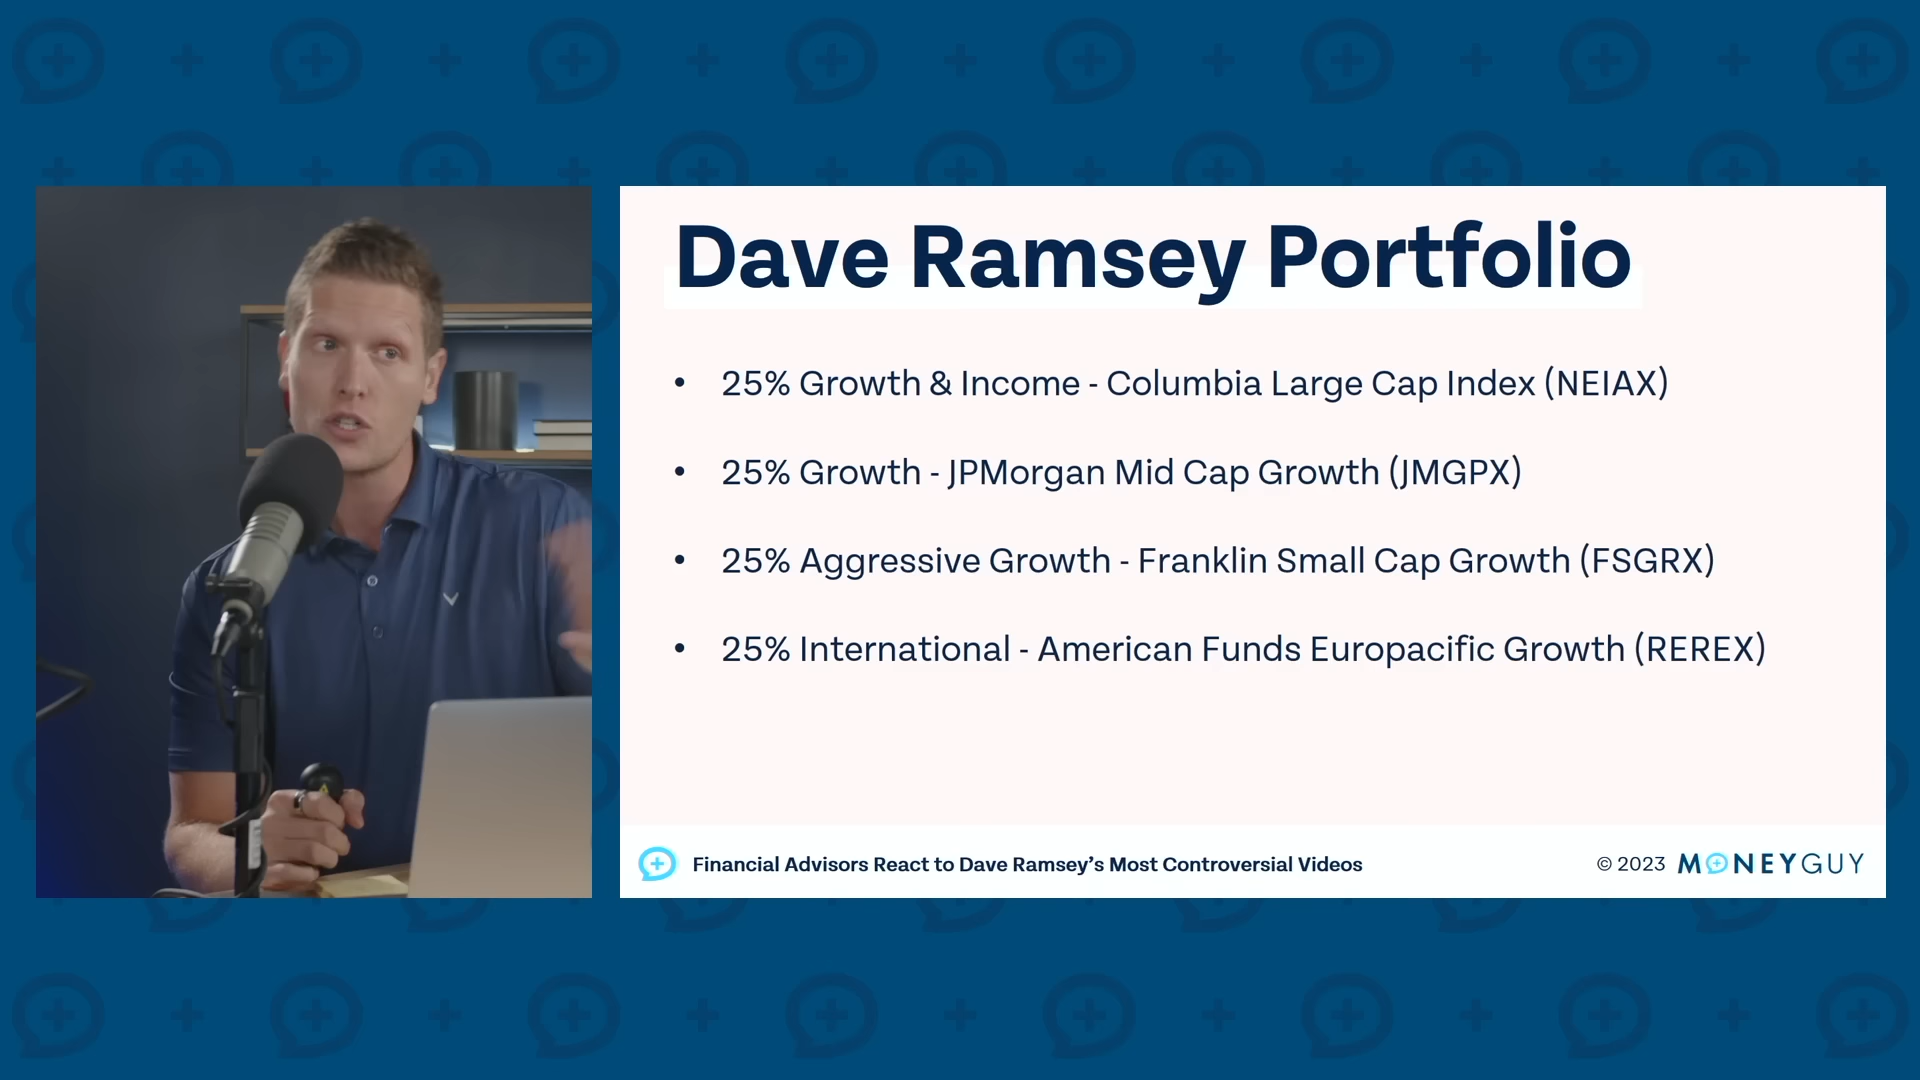 Dave Ramsey Portfolio
• 25% Growth & Income - Columbia Large Cap Index (NEIAX)
• 25% Growth - JPMorgan Mid Cap Growth (JMGPX)
• 25% Aggressive Growth - Franklin Small Cap Growth (FSGRX)
• 25% International - American Funds Europacific Growth (REREX)
Financial Advisors React to Dave Ramsey’s Most Controversial Videos
© 2023 MONEYGUY